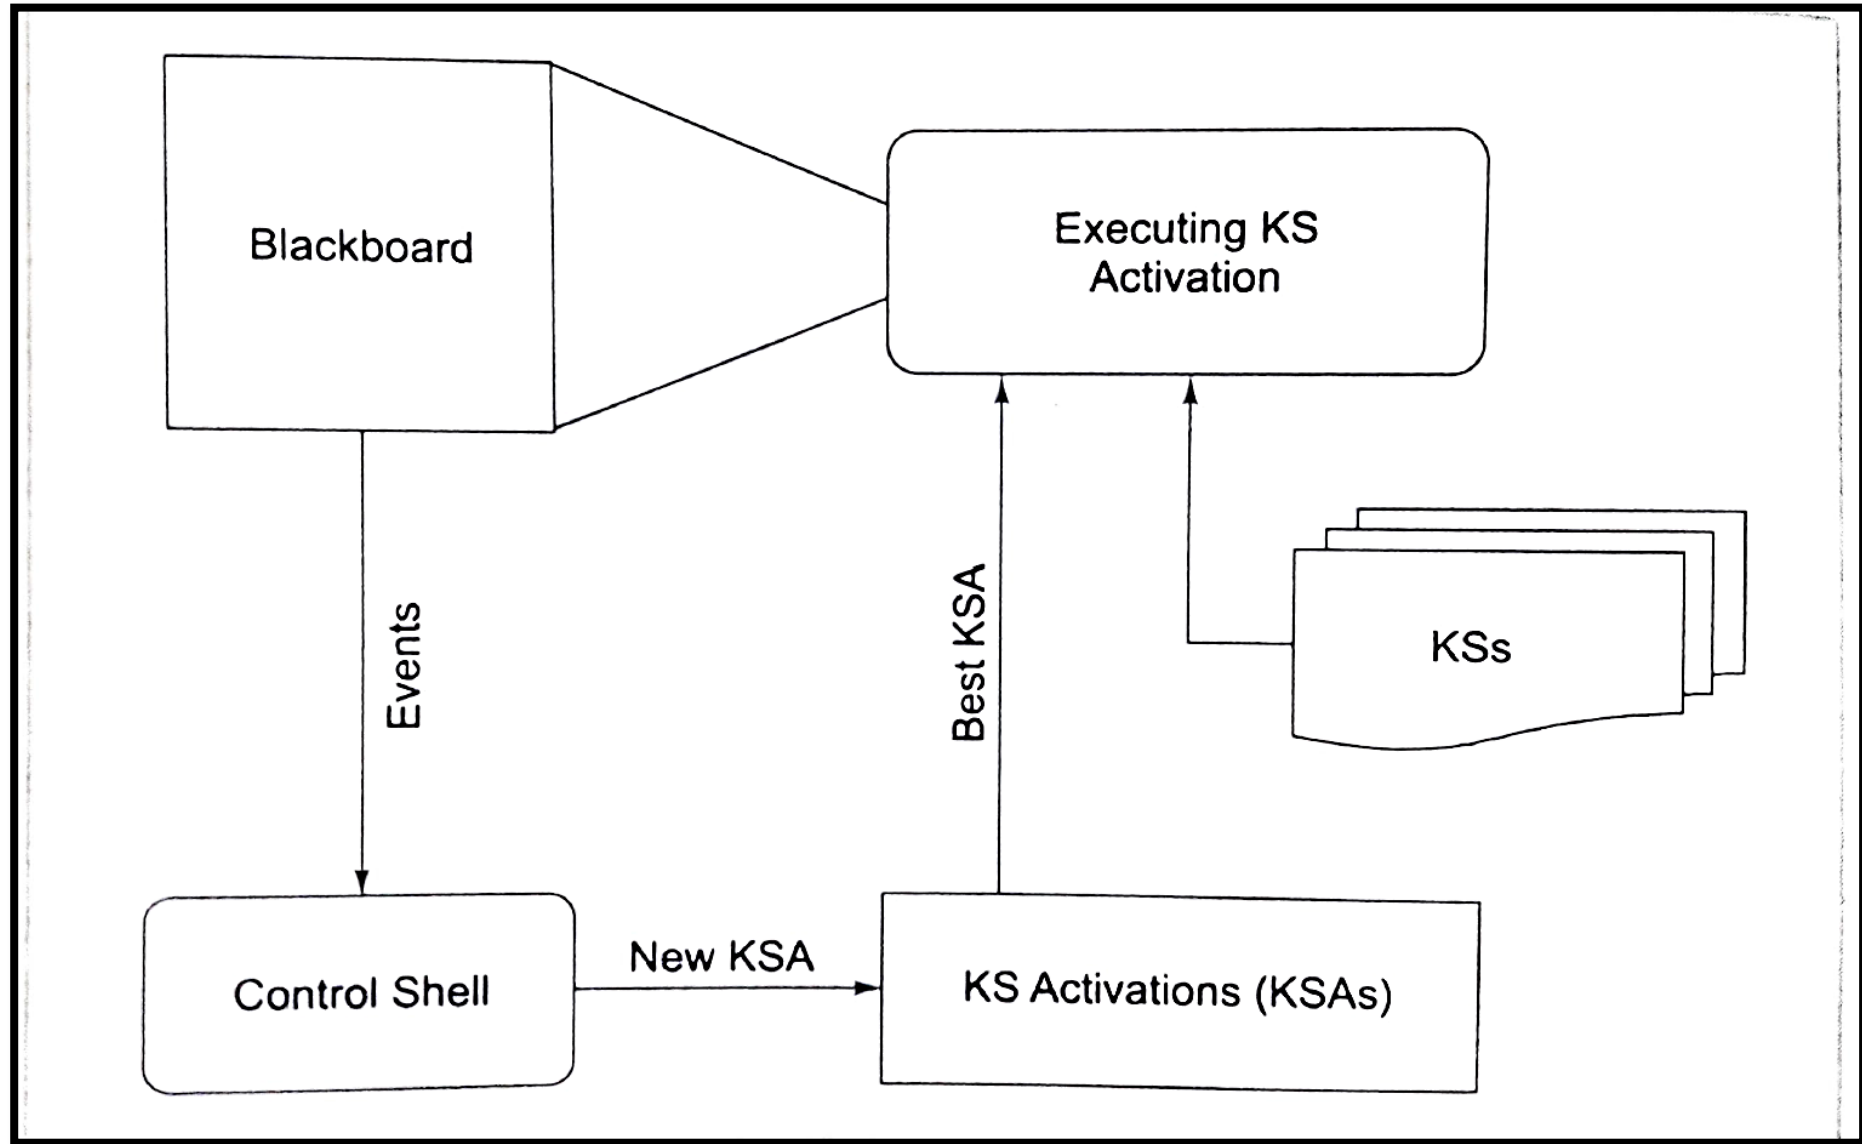 Blackboard
Executing KS
Activation
Events
Best KSA
KSs
Control Shell
New KSA
KS Activations (KSAs)